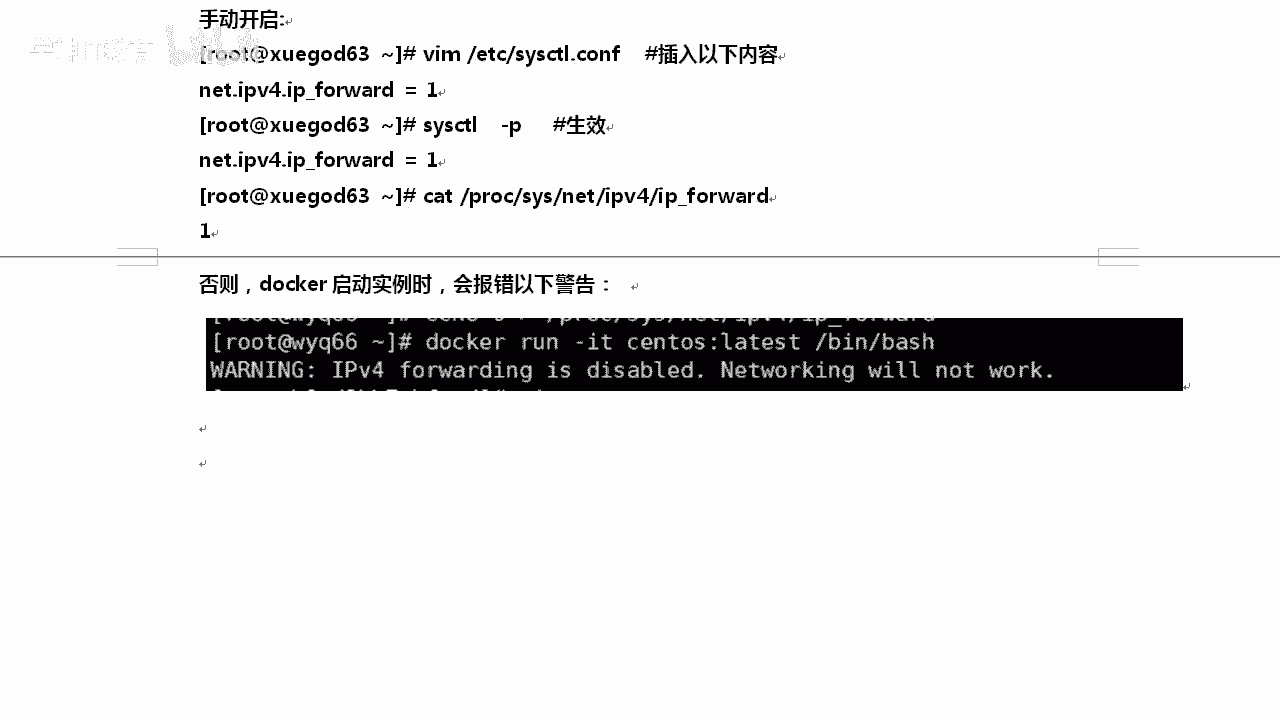 手动开启:
[root@xuegod63 ~]# vim /etc/sysctl.conf #插入以下内容
net.ipv4.ip_forward = 1
[root@xuegod63 ~]# sysctl -p #生效
net.ipv4.ip_forward = 1
[root@xuegod63 ~]# cat /proc/sys/net/ipv4/ip_forward
1
否则，docker 启动实例时，会报错以下警告：
[root@wyq66 ~]# docker run -it centos:latest /bin/bash
WARNING: IPv4 forwarding is disabled. Networking will not work.